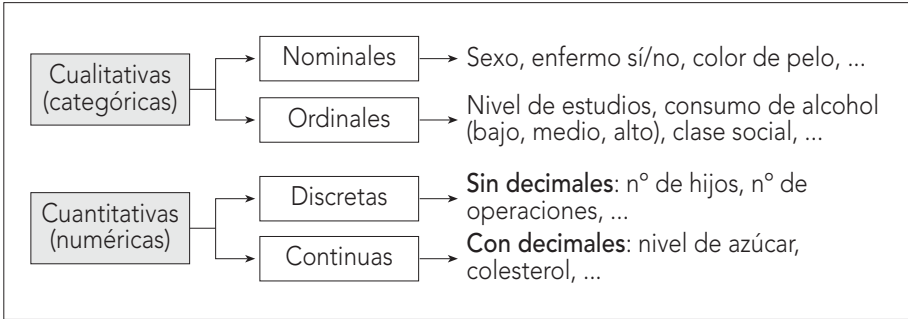 Cualitativas
(categóricas)
Nominales
Sexo, enfermo sí/no, color de pelo, ...
Ordinales
Nivel de estudios, consumo de alcohol
(bajo, medio, alto), clase social, ...
Cuantitativas
(numéricas)
Discretas
Sin decimales: nº de hijos, nº de
operaciones, ...
Continuas
Con decimales: nivel de azúcar,
colesterol, ...